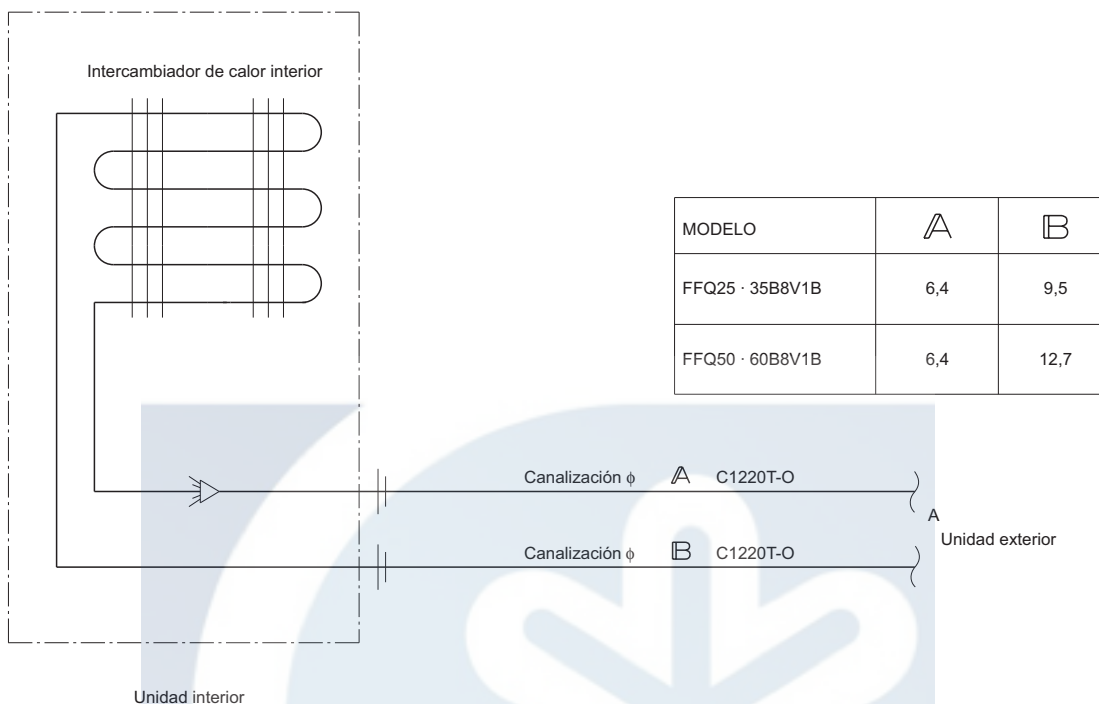 Intercambiador de calor interior
MODELO A B
FFQ25 · 35B8V1B 6,4 9,5
FFQ50 · 60B8V1B 6,4 12,7
Canalización ϕ A C1220T-O
A
Unidad exterior
Canalización ϕ B C1220T-O
Unidad interior